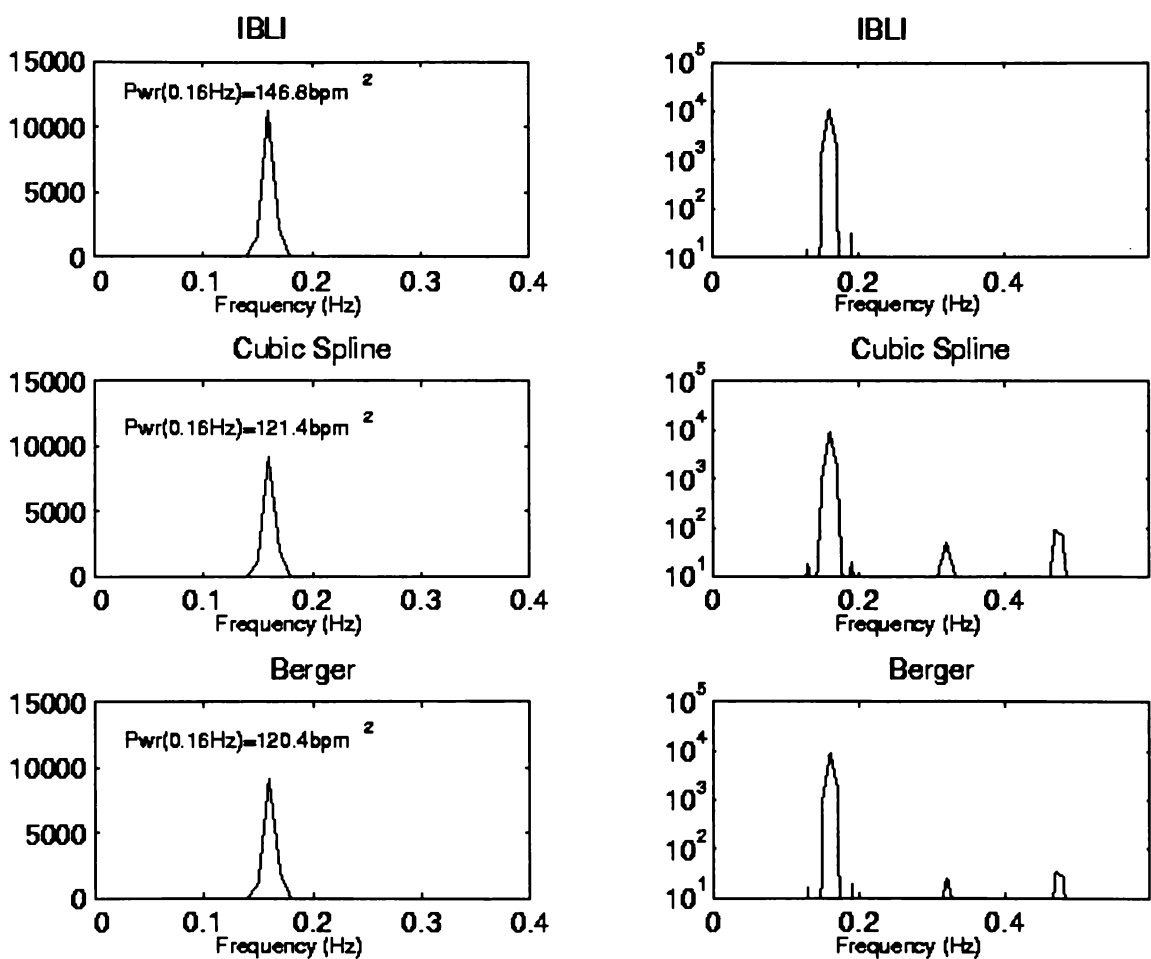 IBLI
15000
10000
5000
0
Pwr(0.16Hz)=146.8bpm 2
0 0.1 0.2 0.3 0.4
Frequency (Hz)
IBLI
10^5
10^4
10^3
10^2
10^1
0 0.2 0.4
Frequency (Hz)
Cubic Spline
15000
10000
5000
0
Pwr(0.16Hz)=121.4bpm 2
0 0.1 0.2 0.3 0.4
Frequency (Hz)
Cubic Spline
10^5
10^4
10^3
10^2
10^1
0 0.2 0.4
Frequency (Hz)
Berger
15000
10000
5000
0
Pwr(0.16Hz)=120.4bpm 2
0 0.1 0.2 0.3 0.4
Frequency (Hz)
Berger
10^5
10^4
10^3
10^2
10^1
0 0.2 0.4
Frequency (Hz)